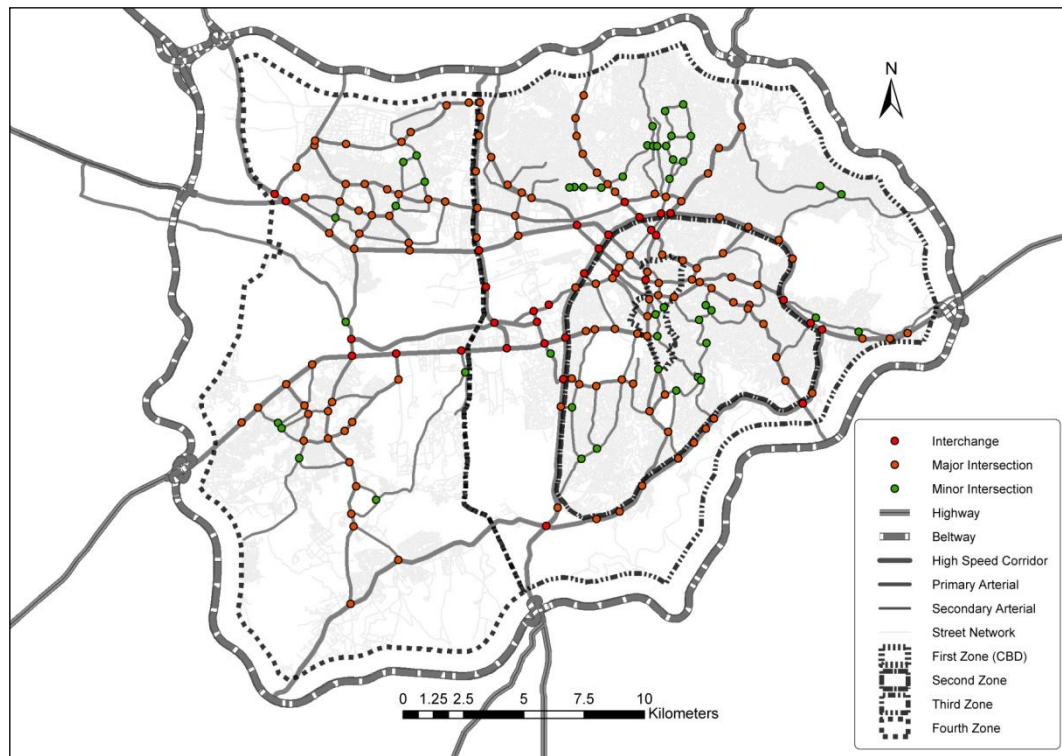 N
Interchange
Major Intersection
Minor Intersection
Highway
Beltway
High Speed Corridor
Primary Arterial
Secondary Arterial
Street Network
First Zone (CBD)
Second Zone
Third Zone
Fourth Zone
0 1.25 2.5 5 7.5 10
Kilometers